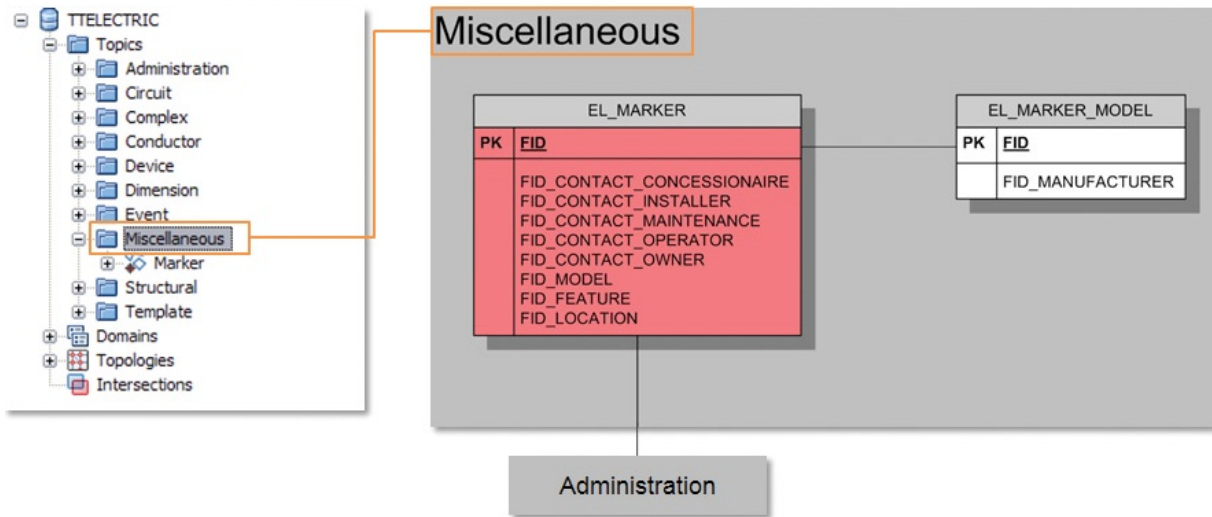 TTELECTRIC
Topics
Administration
Circuit
Complex
Conductor
Device
Dimension
Event
Miscellaneous
Marker
Structural
Template
Domains
Topologies
Intersections
Miscellaneous
EL_MARKER
PK FID
FID_CONTACT_CONCESSIONAIRE
FID_CONTACT_INSTALLER
FID_CONTACT_MAINTENANCE
FID_CONTACT_OPERATOR
FID_CONTACT_OWNER
FID_MODEL
FID_FEATURE
FID_LOCATION
EL_MARKER_MODEL
PK FID
FID_MANUFACTURER
Administration